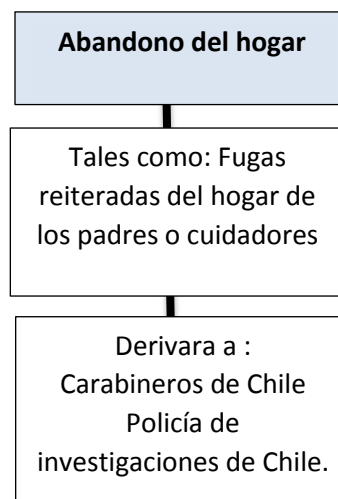 Abandono del hogar
Tales como: Fugas
reiteradas del hogar de
los padres o cuidadores
Derivara a :
Carabineros de Chile
Policía de
investigaciones de Chile.